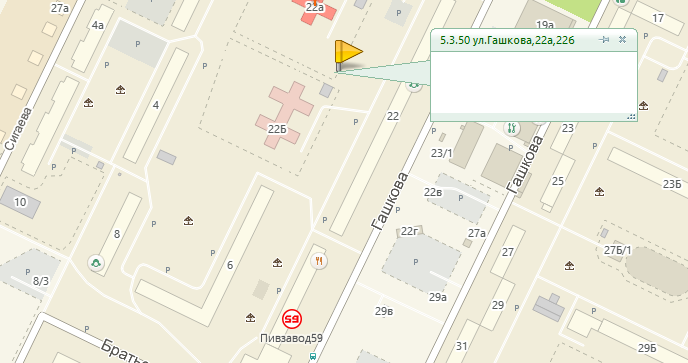 27а
4а
22а
19а
17
5.3.50 ул.Гашкова,22а,22б
P
P
P
P
4
22Б
22
23
Сигаева
P
P
23/1
Гашкова
25
23Б
10
22в
P
Гашкова
P
8
P
22г
27а
27
27Б/1
P
P
P
6
P
8/3
29а
P
29в
29
59
Пивзавод59
31
29Б
P
Братьс